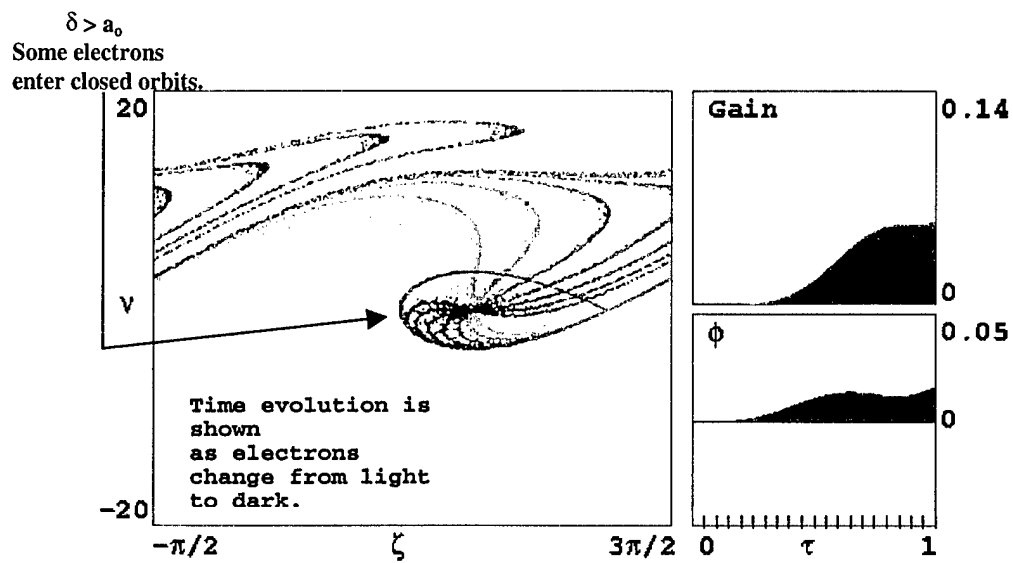 δ > aₒ
Some electrons
enter closed orbits.
20
ν
-20
-π/2
ζ
3π/2
Time evolution is
shown
as electrons
change from light
to dark.
Gain
0.14
0
ϕ
0.05
0
0
τ
1